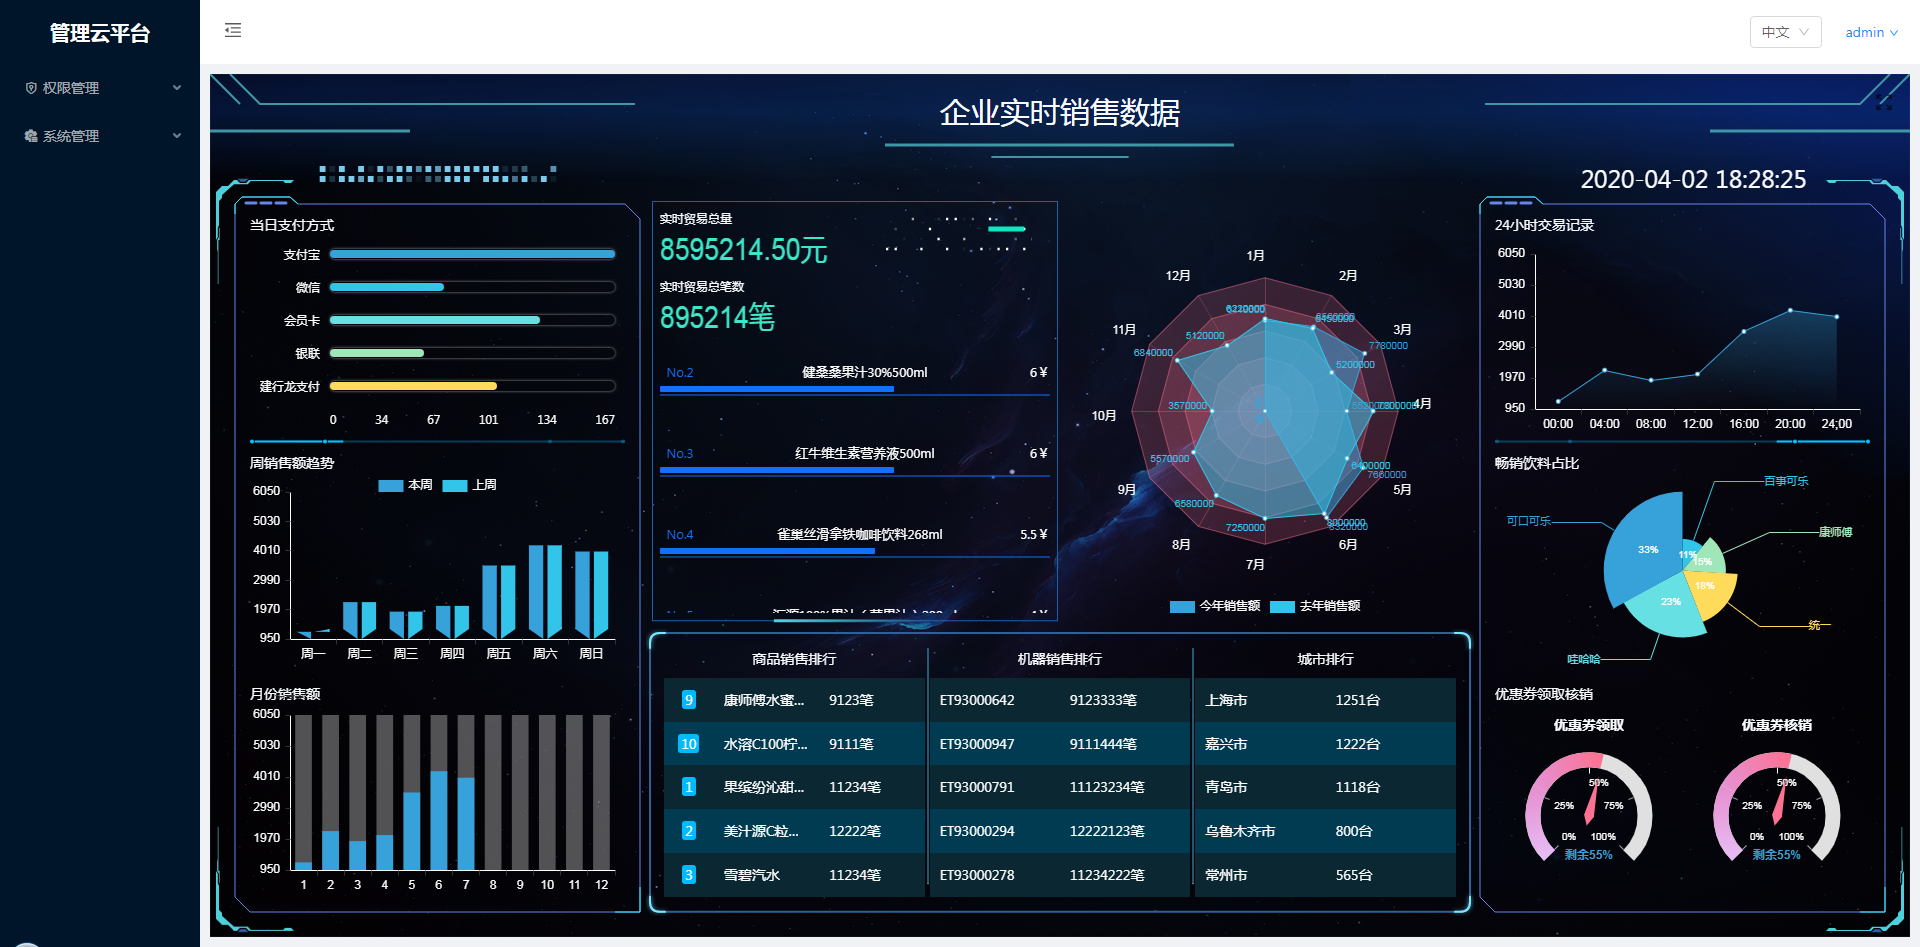 管理云平台
权限管理
系统管理
中文
admin
企业实时销售数据
2020-04-02 18:28:25
当日支付方式
支付宝
微信
会员卡
银联
建行龙支付
0 34 67 101 134 167
周销售额趋势
本周 上周
6050
5030
4010
2990
1970
950
周一 周二 周三 周四 周五 周六 周日
月份销售额
6050
5030
4010
2990
1970
950
1 2 3 4 5 6 7 8 9 10 11 12
实时贸易总量
8595214.50元
实时贸易总笔数
895214笔
No.2 健桑桑果汁30%500ml 6¥
No.3 红牛维生素营养液500ml 6¥
No.4 雀巢丝滑拿铁咖啡饮料268ml 5.5¥
1月
2月
3月
4月
5月
6月
7月
8月
9月
10月
11月
12月
5120000
6840000
3570000
5570000
6580000
7250000
7780000
5200000
今年销售额 去年销售额
商品销售排行 机器销售排行 城市排行
9 康师傅水蜜... 9123笔 ET93000642 9123333笔 上海市 1251台
10 水溶C100柠... 9111笔 ET93000947 9111444笔 嘉兴市 1222台
1 果缤纷沁甜... 11234笔 ET93000791 11123234笔 青岛市 1118台
2 美汁源C粒... 12222笔 ET93000294 12222123笔 乌鲁木齐市 800台
3 雪碧汽水 11234笔 ET93000278 11234222笔 常州市 565台
24小时交易记录
6050
5030
4010
2990
1970
950
00:00 04:00 08:00 12:00 16:00 20:00 24;00
畅销饮料占比
百事可乐
可口可乐
康师傅
统一
哇哈哈
33%
11%
15%
18%
23%
优惠券领取核销
优惠券领取 优惠券核销
50% 50%
25% 75% 25% 75%
0% 100% 0% 100%
剩余55% 剩余55%